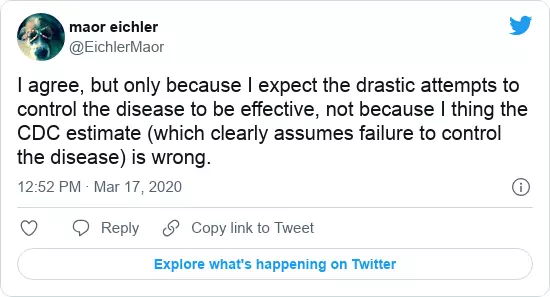 maor eichler
@EichlerMaor
I agree, but only because I expect the drastic attempts to
control the disease to be effective, not because I thing the
CDC estimate (which clearly assumes failure to control
the disease) is wrong.
12:52 PM · Mar 17, 2020
Reply Copy link to Tweet
Explore what's happening on Twitter